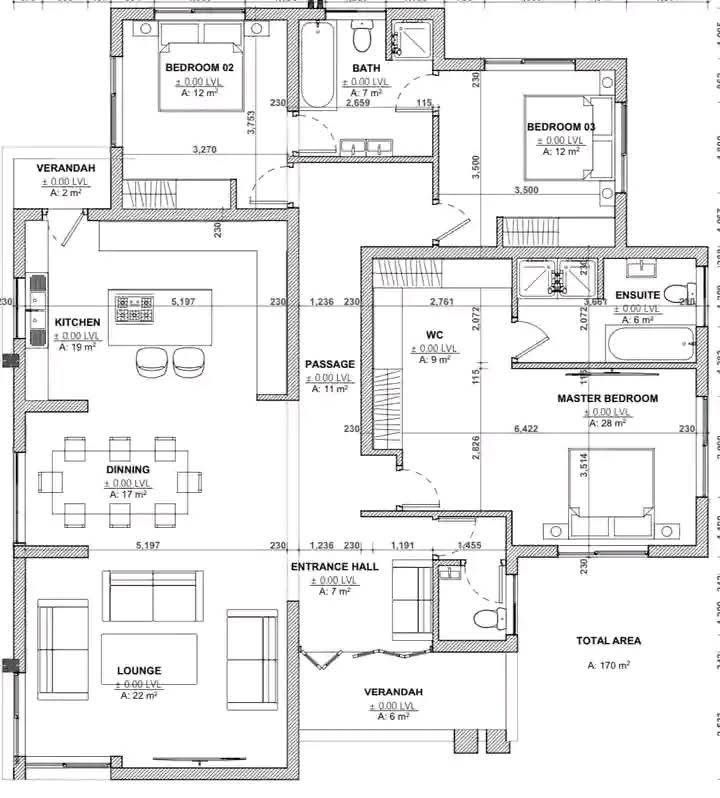 BEDROOM 02
± 0.00 LVL
A: 12 m²
230
3,753
3,270
BATH
± 0.00 LVL
A: 7 m²
2,659
115
230
BEDROOM 03
± 0.00 LVL
A: 12 m²
3,500
3,500
VERANDAH
± 0.00 LVL
A: 2 m²
230
230
5,197
230
1,236
230
2,761
2,072
230
3,661
2,072
210
ENSUITE
± 0.00 LVL
A: 6 m²
KITCHEN
± 0.00 LVL
A: 19 m²
WC
± 0.00 LVL
A: 9 m²
PASSAGE
± 0.00 LVL
A: 11 m²
115
115
MASTER BEDROOM
± 0.00 LVL
A: 28 m²
230
6,422
230
2,826
3,514
DINNING
± 0.00 LVL
A: 17 m²
5,197
230
1,236
230
1,191
1,455
230
ENTRANCE HALL
± 0.00 LVL
A: 7 m²
LOUNGE
± 0.00 LVL
A: 22 m²
VERANDAH
± 0.00 LVL
A: 6 m²
TOTAL AREA
A: 170 m²